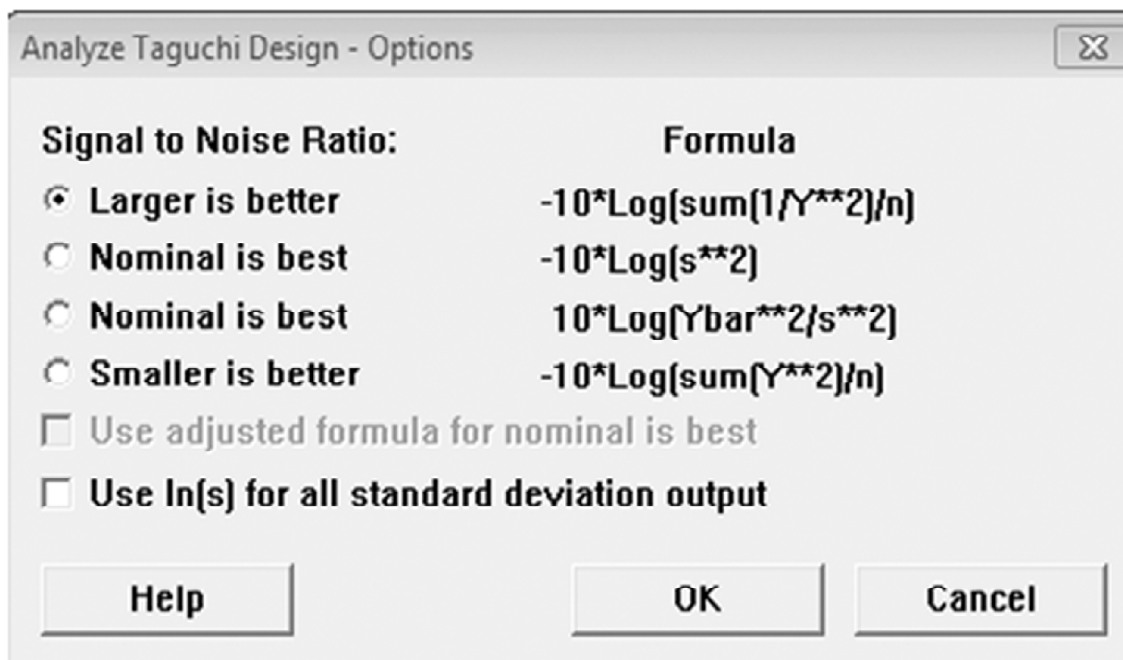 Analyze Taguchi Design - Options
Signal to Noise Ratio: Formula
Larger is better -10*Log(sum(1/Y**2)/n)
Nominal is best -10*Log(s**2)
Nominal is best 10*Log(Ybar**2/s**2)
Smaller is better -10*Log(sum(Y**2)/n)
Use adjusted formula for nominal is best
Use ln(s) for all standard deviation output
Help OK Cancel